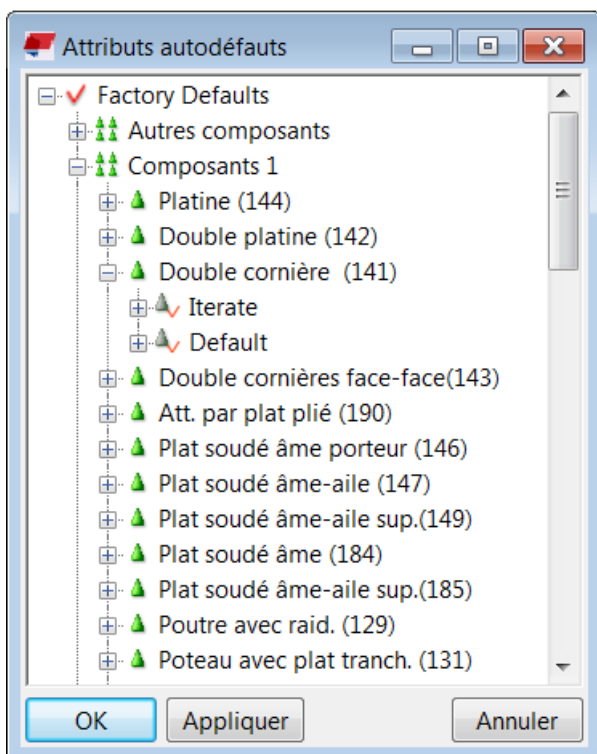 Attributs autodéfauts
Factory Defaults
Autres composants
Composants 1
Platine (144)
Double platine (142)
Double cornière (141)
Iterate
Default
Double cornières face-face(143)
Att. par plat plié (190)
Plat soudé âme porteur (146)
Plat soudé âme-aile (147)
Plat soudé âme-aile sup.(149)
Plat soudé âme (184)
Plat soudé âme-aile sup.(185)
Poutre avec raid. (129)
Poteau avec plat tranch. (131)
OK Appliquer Annuler